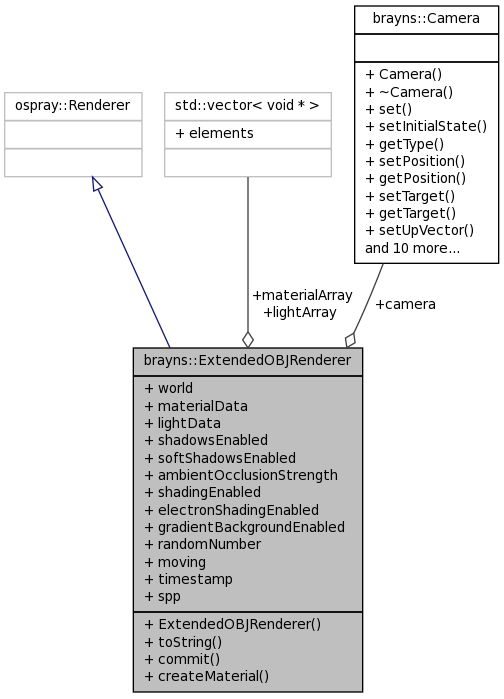 brayns::Camera
+ Camera()
+ ~Camera()
+ set()
+ setInitialState()
+ getType()
+ setPosition()
+ getPosition()
+ setTarget()
+ getTarget()
+ setUpVector()
and 10 more...
ospray::Renderer
std::vector< void * >
+ elements
+materialArray
+lightArray
+camera
brayns::ExtendedOBJRenderer
+ world
+ materialData
+ lightData
+ shadowsEnabled
+ softShadowsEnabled
+ ambientOcclusionStrength
+ shadingEnabled
+ electronShadingEnabled
+ gradientBackgroundEnabled
+ randomNumber
+ moving
+ timestamp
+ spp
+ ExtendedOBJRenderer()
+ toString()
+ commit()
+ createMaterial()